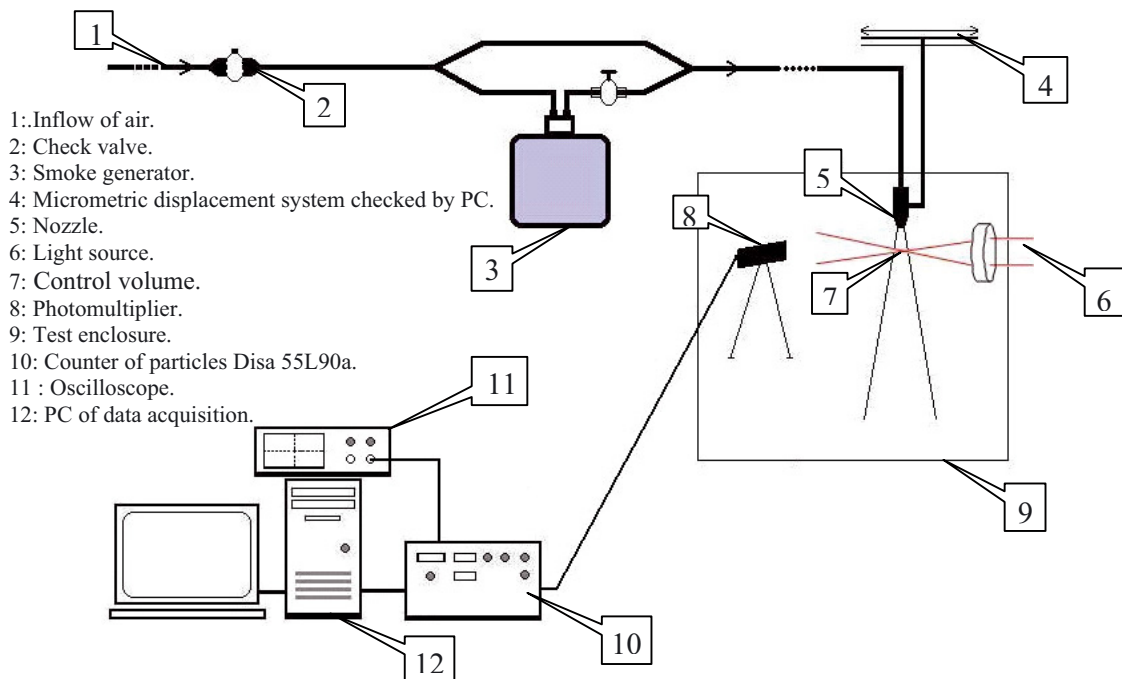 1
2
4
1:.Inflow of air.
2: Check valve.
3: Smoke generator.
4: Micrometric displacement system checked by PC.
5: Nozzle.
6: Light source.
7: Control volume.
8: Photomultiplier.
9: Test enclosure.
10: Counter of particles Disa 55L90a.
11 : Oscilloscope.
12: PC of data acquisition.
5
8
3
7
6
11
9
10
12